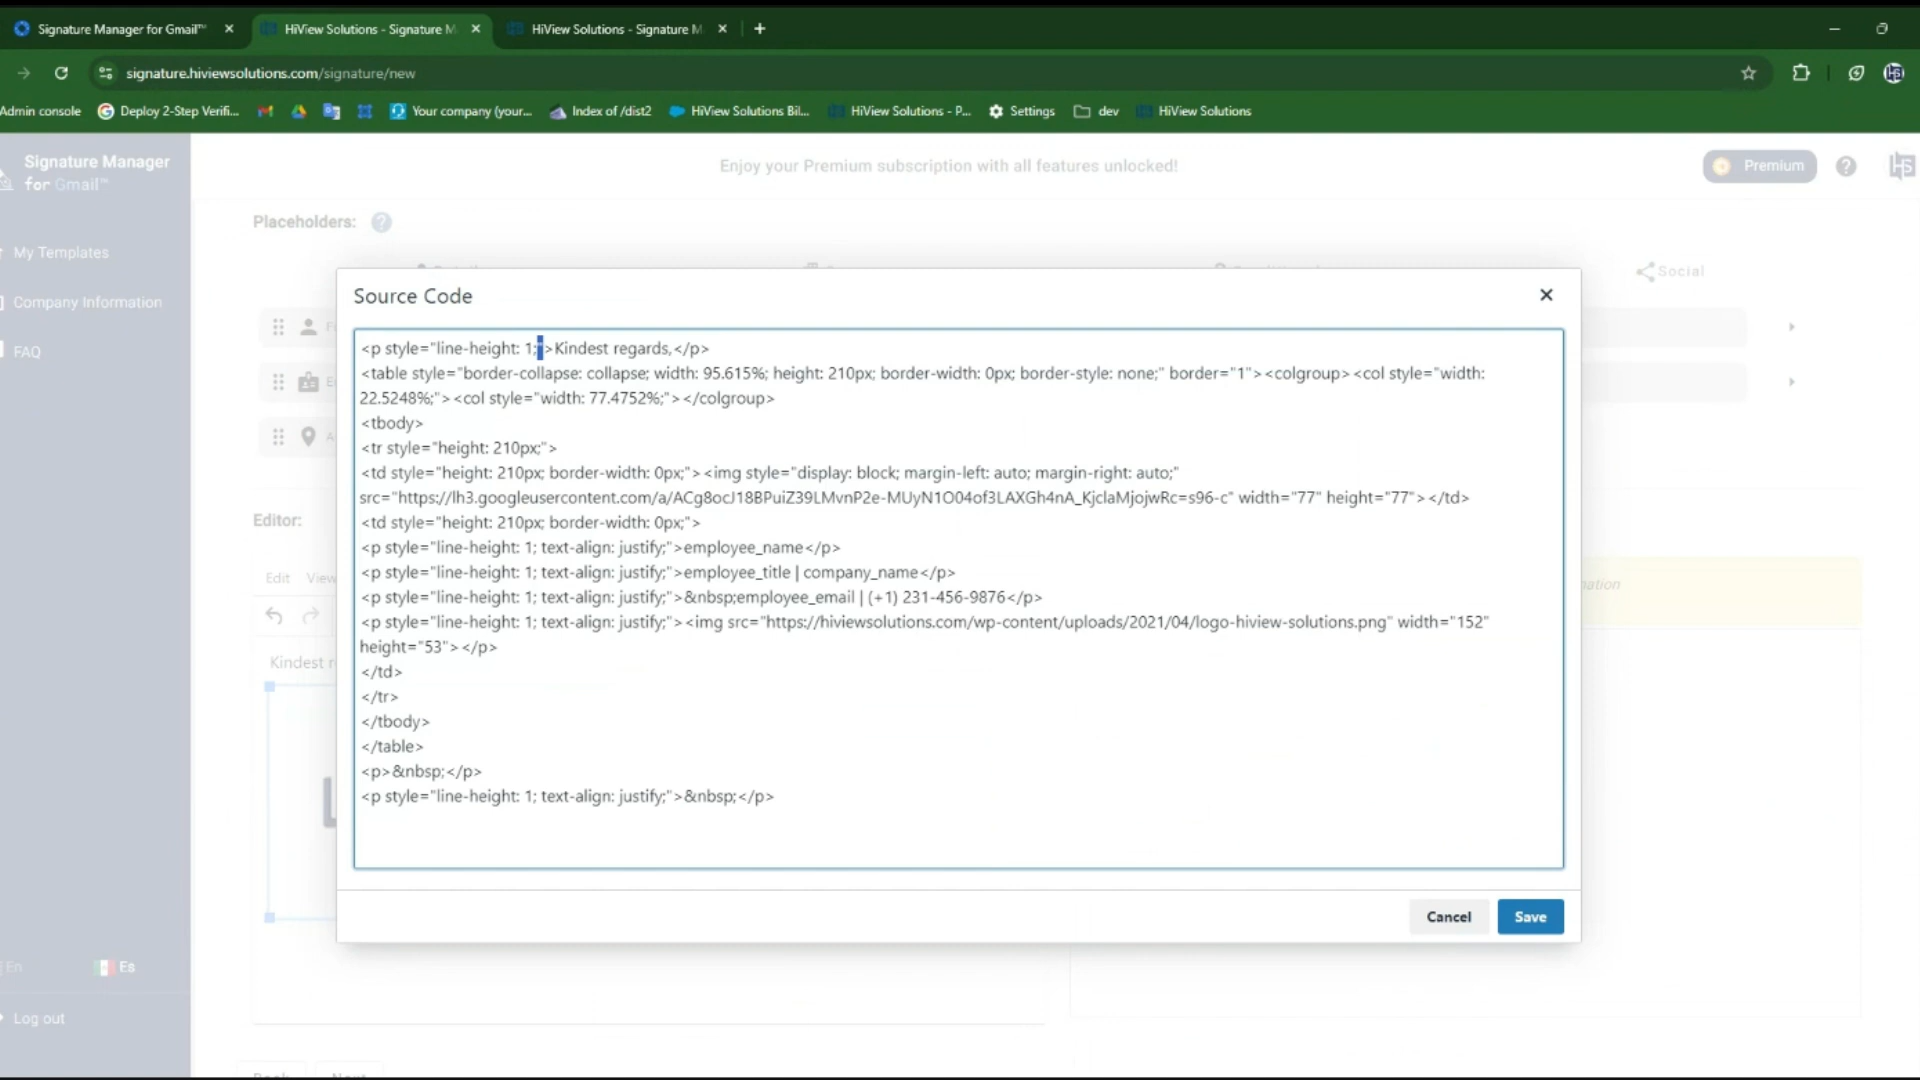 Signature Manager for Gmail™
HiView Solutions - Signature M
HiView Solutions - Signature M
signature.hiviewsolutions.com/signature/new
Admin console
Deploy 2-Step Verifi...
Your company (your...
Index of /dist2
HiView Solutions Bil...
HiView Solutions - P...
Settings
dev
HiView Solutions
Signature Manager
for Gmail™
Enjoy your Premium subscription with all features unlocked!
Premium
Placeholders:
My Templates
Social
Company Information
FAQ
Source Code
<p style="line-height: 1;">Kindest regards,</p>
<table style="border-collapse: collapse; width: 95.615%; height: 210px; border-width: 0px; border-style: none;" border="1"><colgroup><col style="width:
22.5248%;"><col style="width: 77.4752%;"></colgroup>
<tbody>
<tr style="height: 210px;">
<td style="height: 210px; border-width: 0px;"><img style="display: block; margin-left: auto; margin-right: auto;"
src="https://lh3.googleusercontent.com/a/ACg8ocJ18BPuiZ39LMvnP2e-MUyN1O04of3LAXGh4nA_KjclaMjojwRc=s96-c" width="77" height="77"></td>
<td style="height: 210px; border-width: 0px;">
<p style="line-height: 1; text-align: justify;">employee_name</p>
<p style="line-height: 1; text-align: justify;">employee_title | company_name</p>
<p style="line-height: 1; text-align: justify;">&nbsp;employee_email | (+1) 231-456-9876</p>
<p style="line-height: 1; text-align: justify;"><img src="https://hiviewsolutions.com/wp-content/uploads/2021/04/logo-hiview-solutions.png" width="152"
height="53"></p>
</td>
</tr>
</tbody>
</table>
<p>&nbsp;</p>
<p style="line-height: 1; text-align: justify;">&nbsp;</p>
Editor:
Edit
View
Kindest r
Cancel
Save
En
Es
Log out